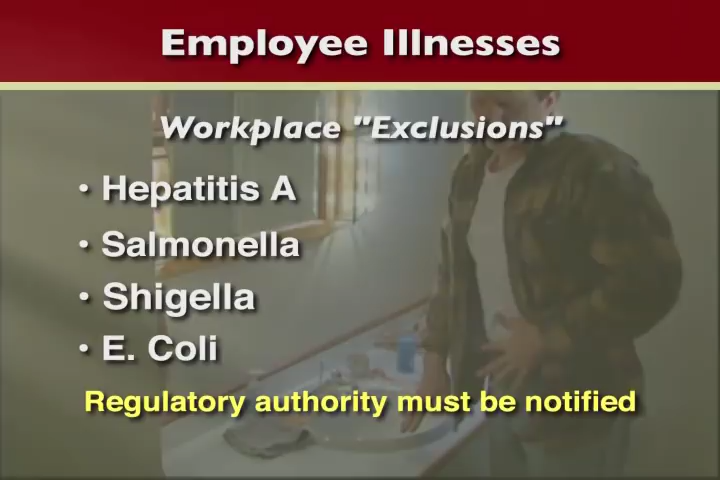 Employee Illnesses
Workplace "Exclusions"
• Hepatitis A
• Salmonella
• Shigella
• E. Coli
Regulatory authority must be notified